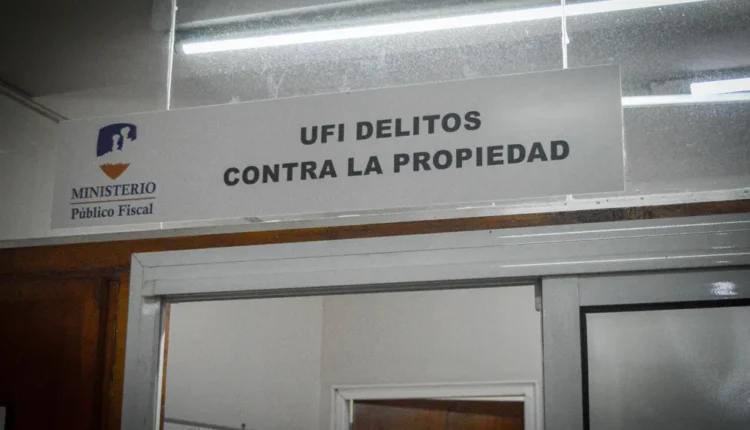 MINISTERIO
Público Fiscal
UFI DELITOS
CONTRA LA PROPIEDAD